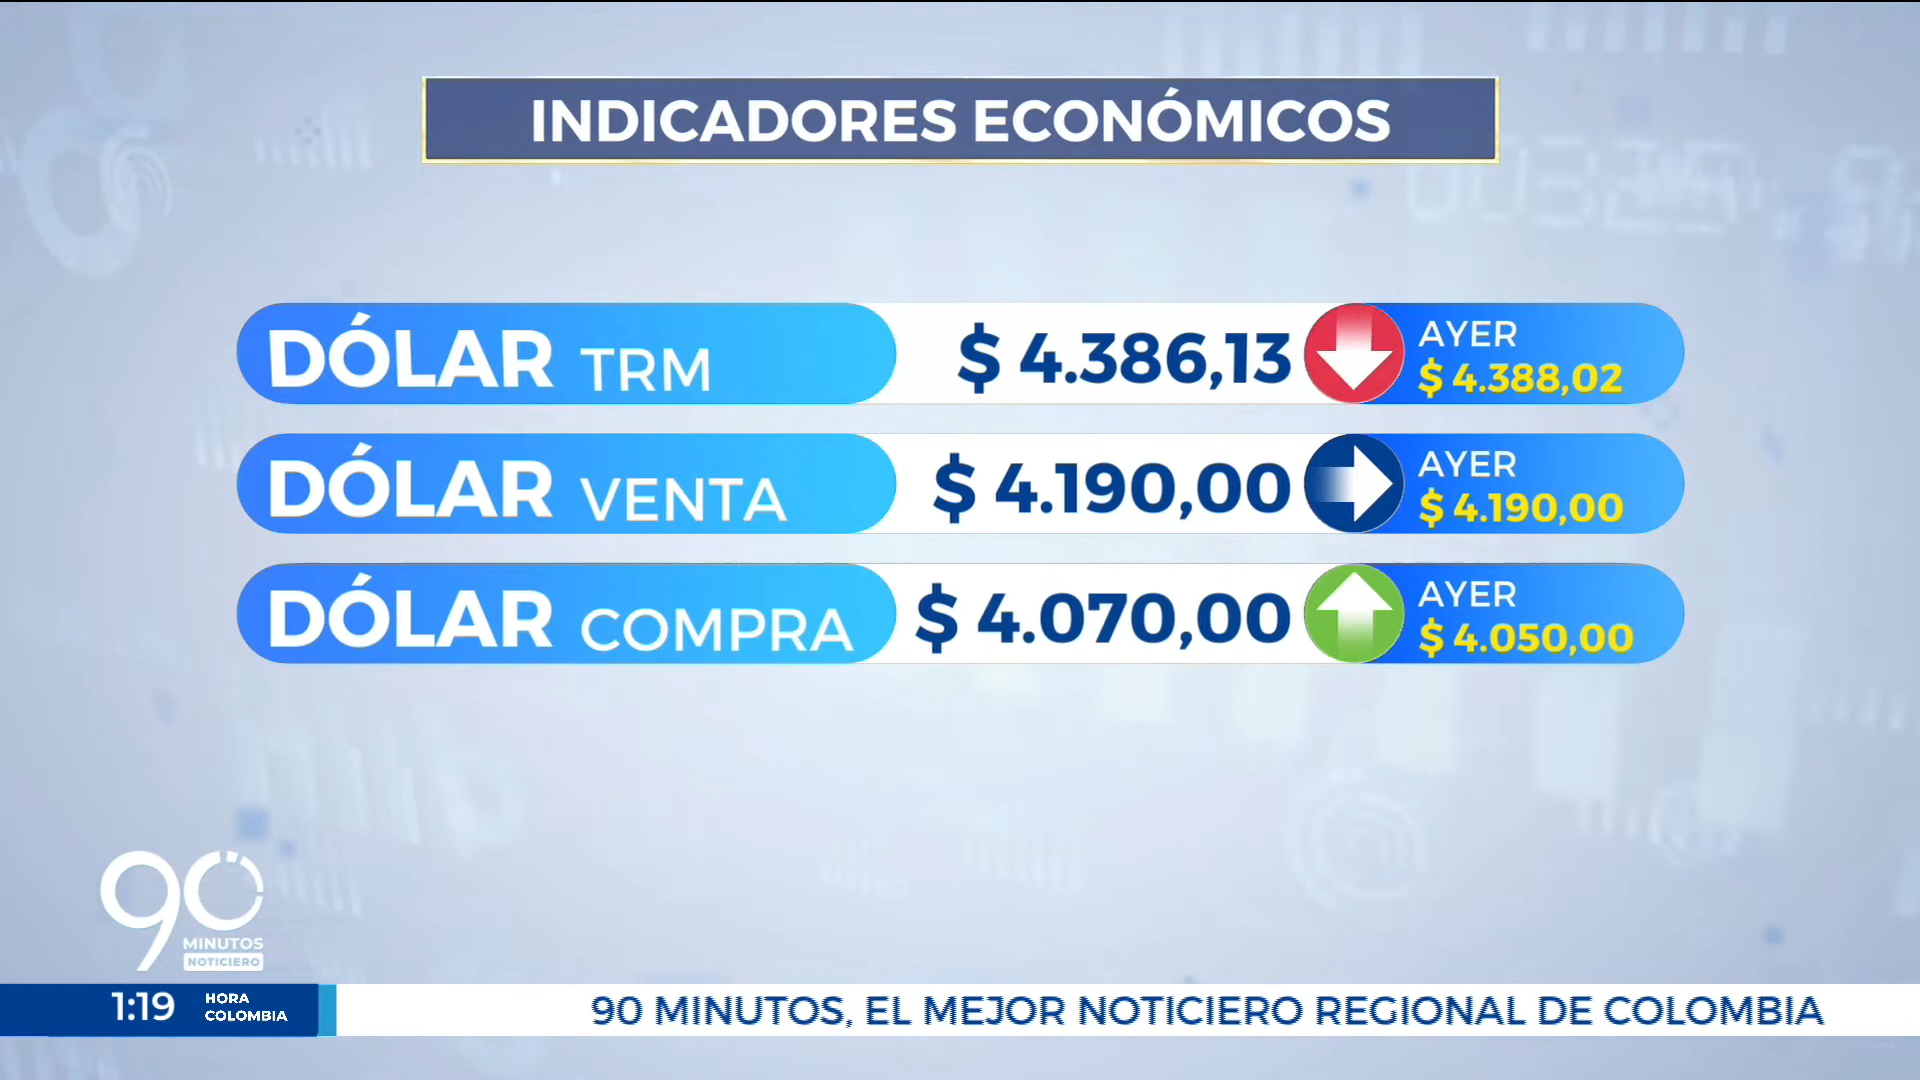 INDICADORES ECONÓMICOS
DÓLAR TRM $ 4.386,13 AYER
$ 4.388,02
DÓLAR VENTA $ 4.190,00 AYER
$ 4.190,00
DÓLAR COMPRA $ 4.070,00 AYER
$ 4.050,00
90
MINUTOS
NOTICIERO
1:19 HORA
COLOMBIA
90 MINUTOS, EL MEJOR NOTICIERO REGIONAL DE COLOMBIA